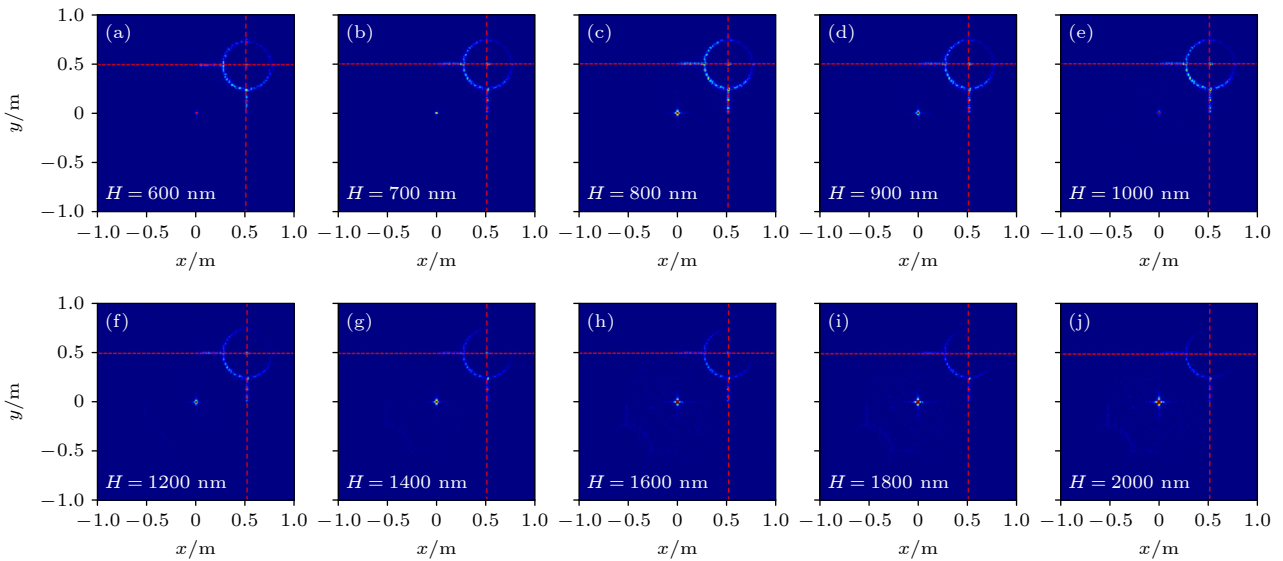 1.0 (a) (b) (c) (d) (e)
0.5
y/m 0
−0.5
H = 600 nm H = 700 nm H = 800 nm H = 900 nm H = 1000 nm
−1.0
−1.0 −0.5 0 0.5 1.0 −1.0 −0.5 0 0.5 1.0 −1.0 −0.5 0 0.5 1.0 −1.0 −0.5 0 0.5 1.0 −1.0 −0.5 0 0.5 1.0
x/m x/m x/m x/m x/m
1.0 (f) (g) (h) (i) (j)
0.5
y/m 0
−0.5
H = 1200 nm H = 1400 nm H = 1600 nm H = 1800 nm H = 2000 nm
−1.0
−1.0 −0.5 0 0.5 1.0 −1.0 −0.5 0 0.5 1.0 −1.0 −0.5 0 0.5 1.0 −1.0 −0.5 0 0.5 1.0 −1.0 −0.5 0 0.5 1.0
x/m x/m x/m x/m x/m